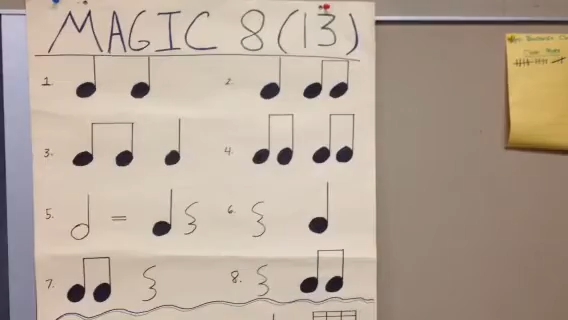 MAGIC 8 (13)
1. 2.
3. 4.
5. = 6.
7. 8.